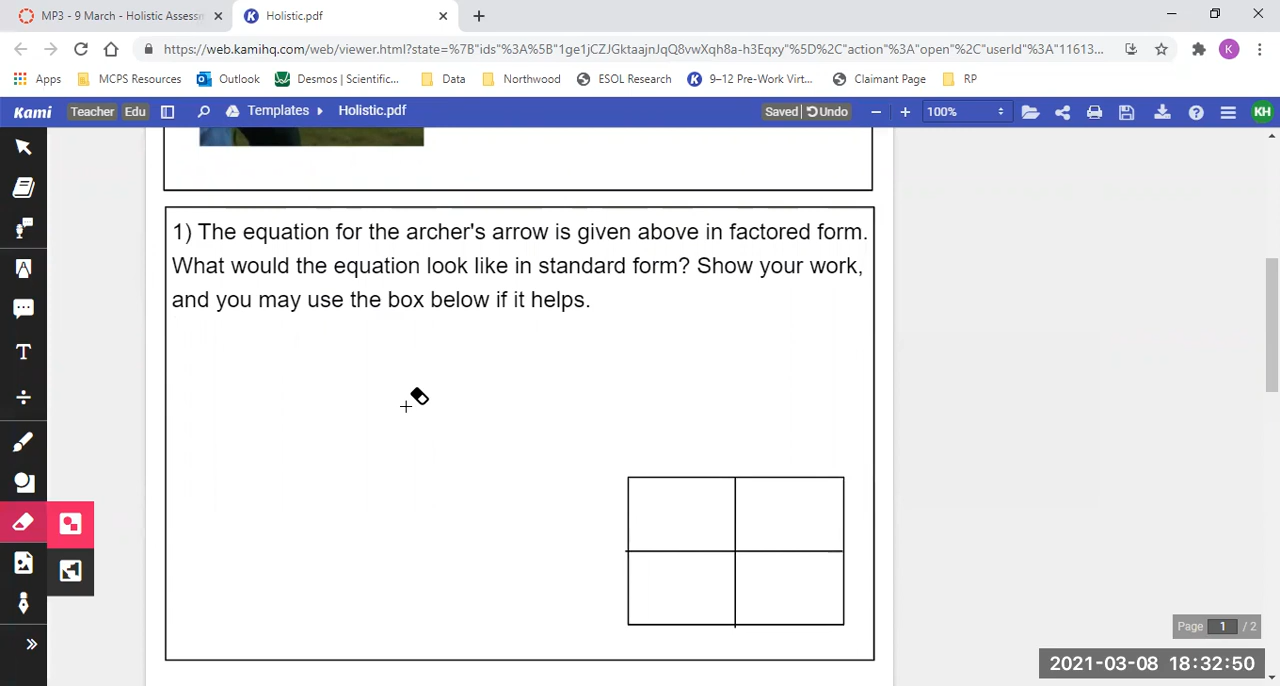 MP3 - 9 March - Holistic Assessm
Holistic.pdf
https://web.kamihq.com/web/viewer.html?state=%7B"ids"%3A%5B"1ge1jCZJGktaajnJqQ8vwXqh8a-h3Eqxy"%5D%2C"action"%3A"open"%2C"userId"%3A"11613...
K
Apps MCPS Resources Outlook Desmos | Scientific... Data Northwood ESOL Research 9–12 Pre-Work Virt... Claimant Page RP
Kami Teacher Edu Templates Holistic.pdf Saved Undo 100% KH
1) The equation for the archer's arrow is given above in factored form.
What would the equation look like in standard form? Show your work,
and you may use the box below if it helps.
Page 1 / 2
2021-03-08 18:32:50